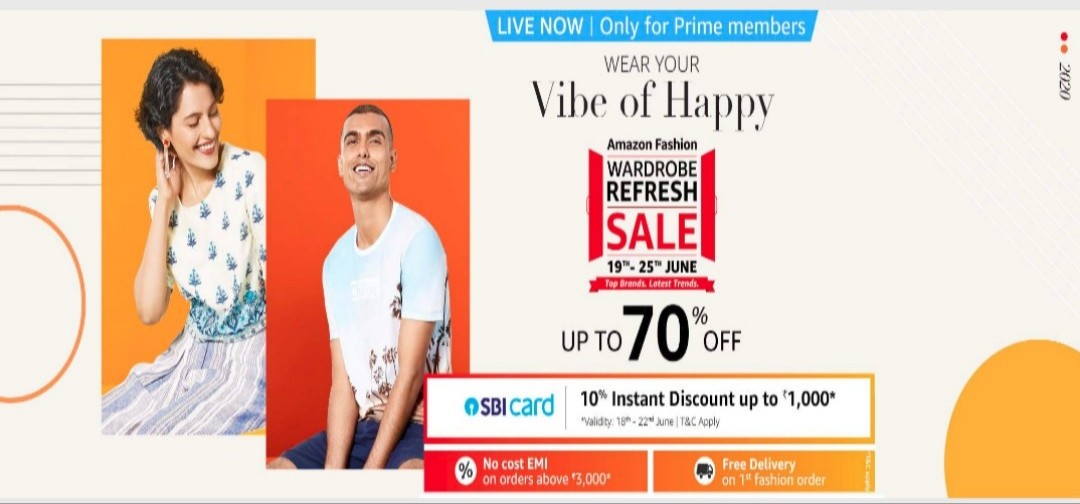 LIVE NOW | Only for Prime members
WEAR YOUR
Vibe of Happy
2020
Amazon Fashion
WARDROBE
REFRESH
SALE
19TH- 25TH JUNE
Top Brands. Latest Trends.
UP TO 70% OFF
SBI card
10% Instant Discount up to ₹1,000*
*Validity: 18th - 22nd June | T&C Apply
No cost EMI
on orders above ₹3,000*
Free Delivery
on 1st fashion order